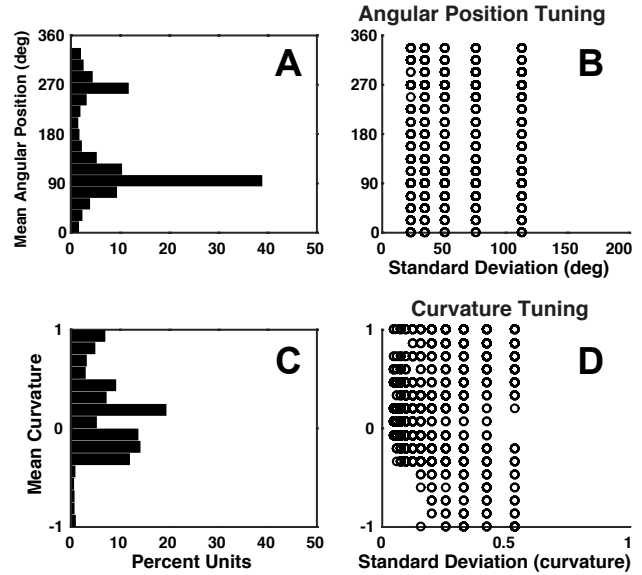 Angular Position Tuning
Mean Angular Position (deg)
360
270
180
90
0
A
0 10 20 30 40 50
360
270
180
90
0
B
0 50 100 150 200
Standard Deviation (deg)
Curvature Tuning
Mean Curvature
1
0
-1
C
0 10 20 30 40 50
Percent Units
1
0
-1
D
0 0.5 1
Standard Deviation (curvature)